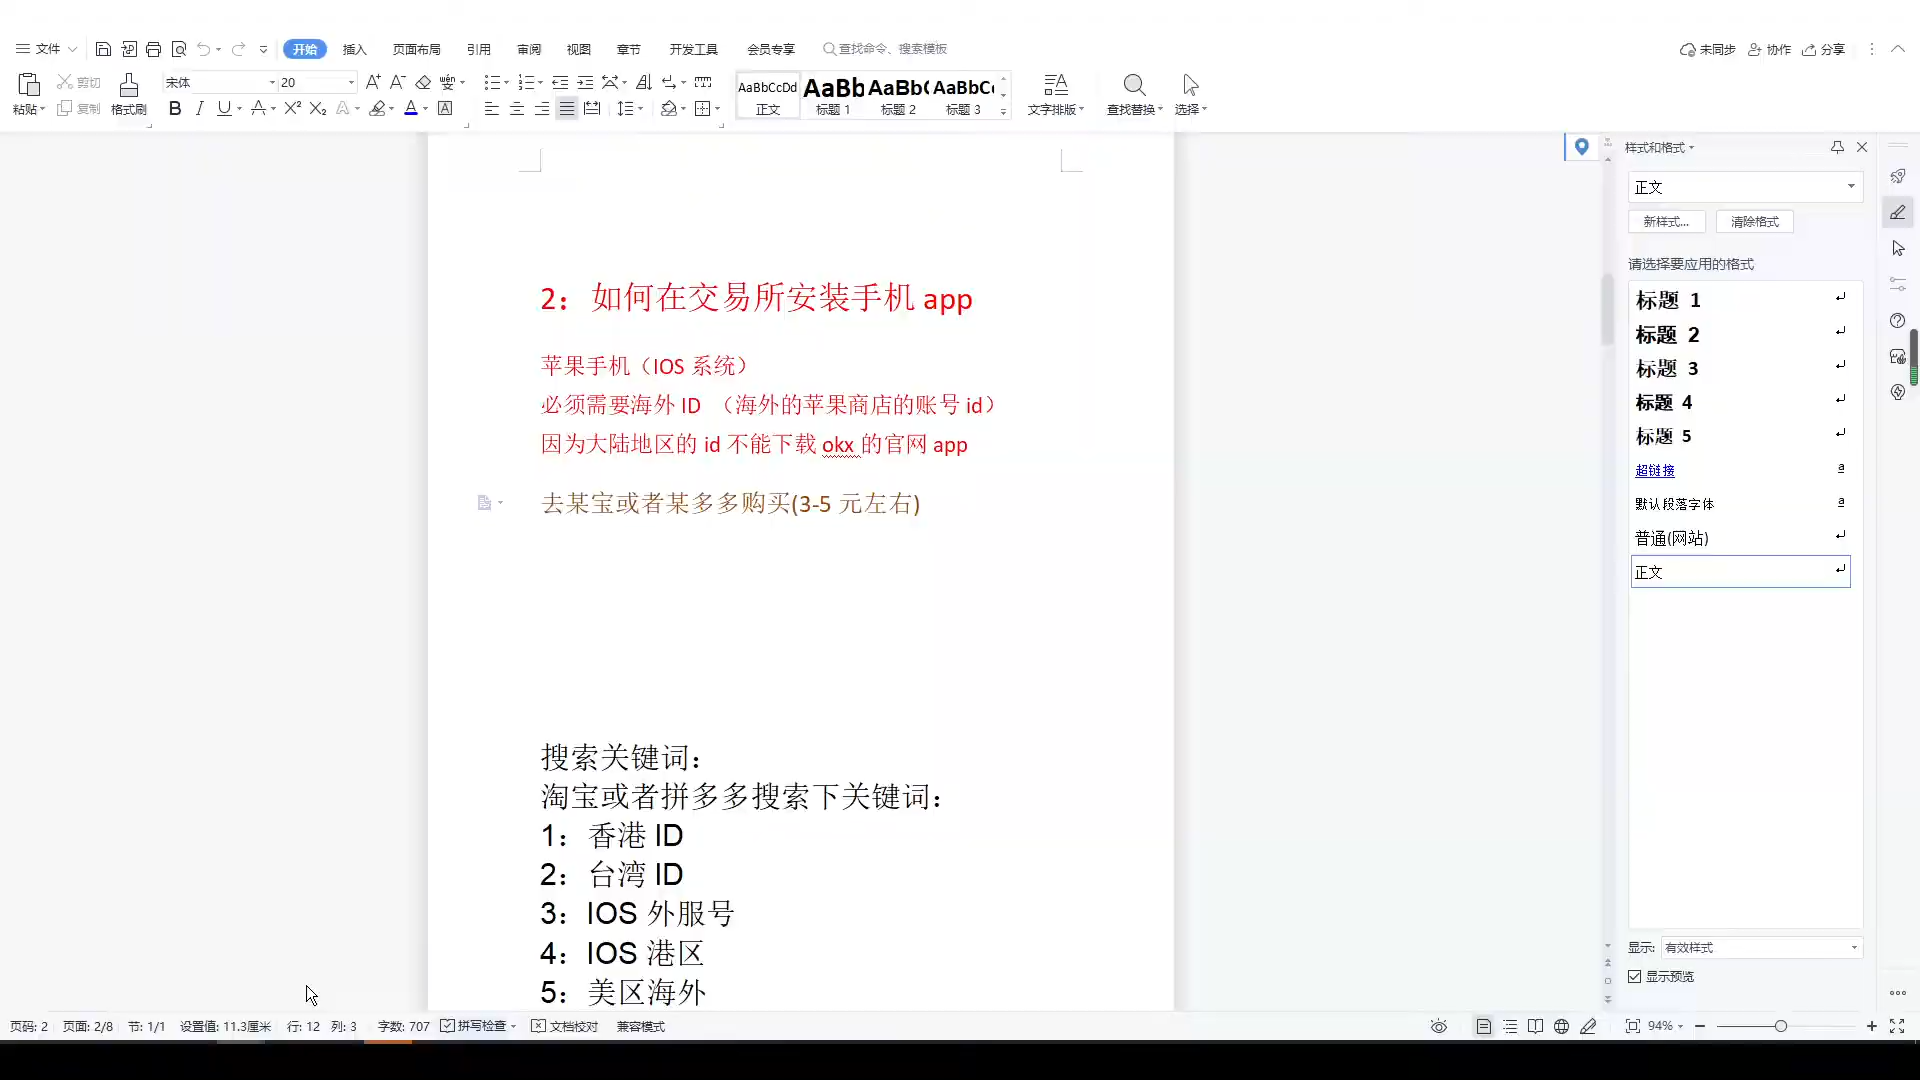 文件
开始
插入
页面布局
引用
审阅
视图
章节
开发工具
会员专享
查找命令、搜索模板
未同步
协作
分享
粘贴
剪切
复制
格式刷
宋体
20
AaBbCcDd
正文
AaBb
标题 1
AaBb(
标题 2
AaBbC
标题 3
文字排版
查找替换
选择
2：如何在交易所安装手机 app
苹果手机（IOS 系统）
必须需要海外 ID （海外的苹果商店的账号 id）
因为大陆地区的 id 不能下载 okx 的官网 app
去某宝或者某多多购买(3-5 元左右)
搜索关键词：
淘宝或者拼多多搜索下关键词：
1：香港 ID
2：台湾 ID
3：IOS 外服号
4：IOS 港区
5：美区海外
样式和格式
正文
新样式...
清除格式
请选择要应用的格式
标题 1
标题 2
标题 3
标题 4
标题 5
超链接
a
默认段落字体
a
普通(网站)
正文
显示:
有效样式
显示预览
页码: 2
页面: 2/8
节: 1/1
设置值: 11.3厘米
行: 12
列: 3
字数: 707
拼写检查
文档校对
兼容模式
94%